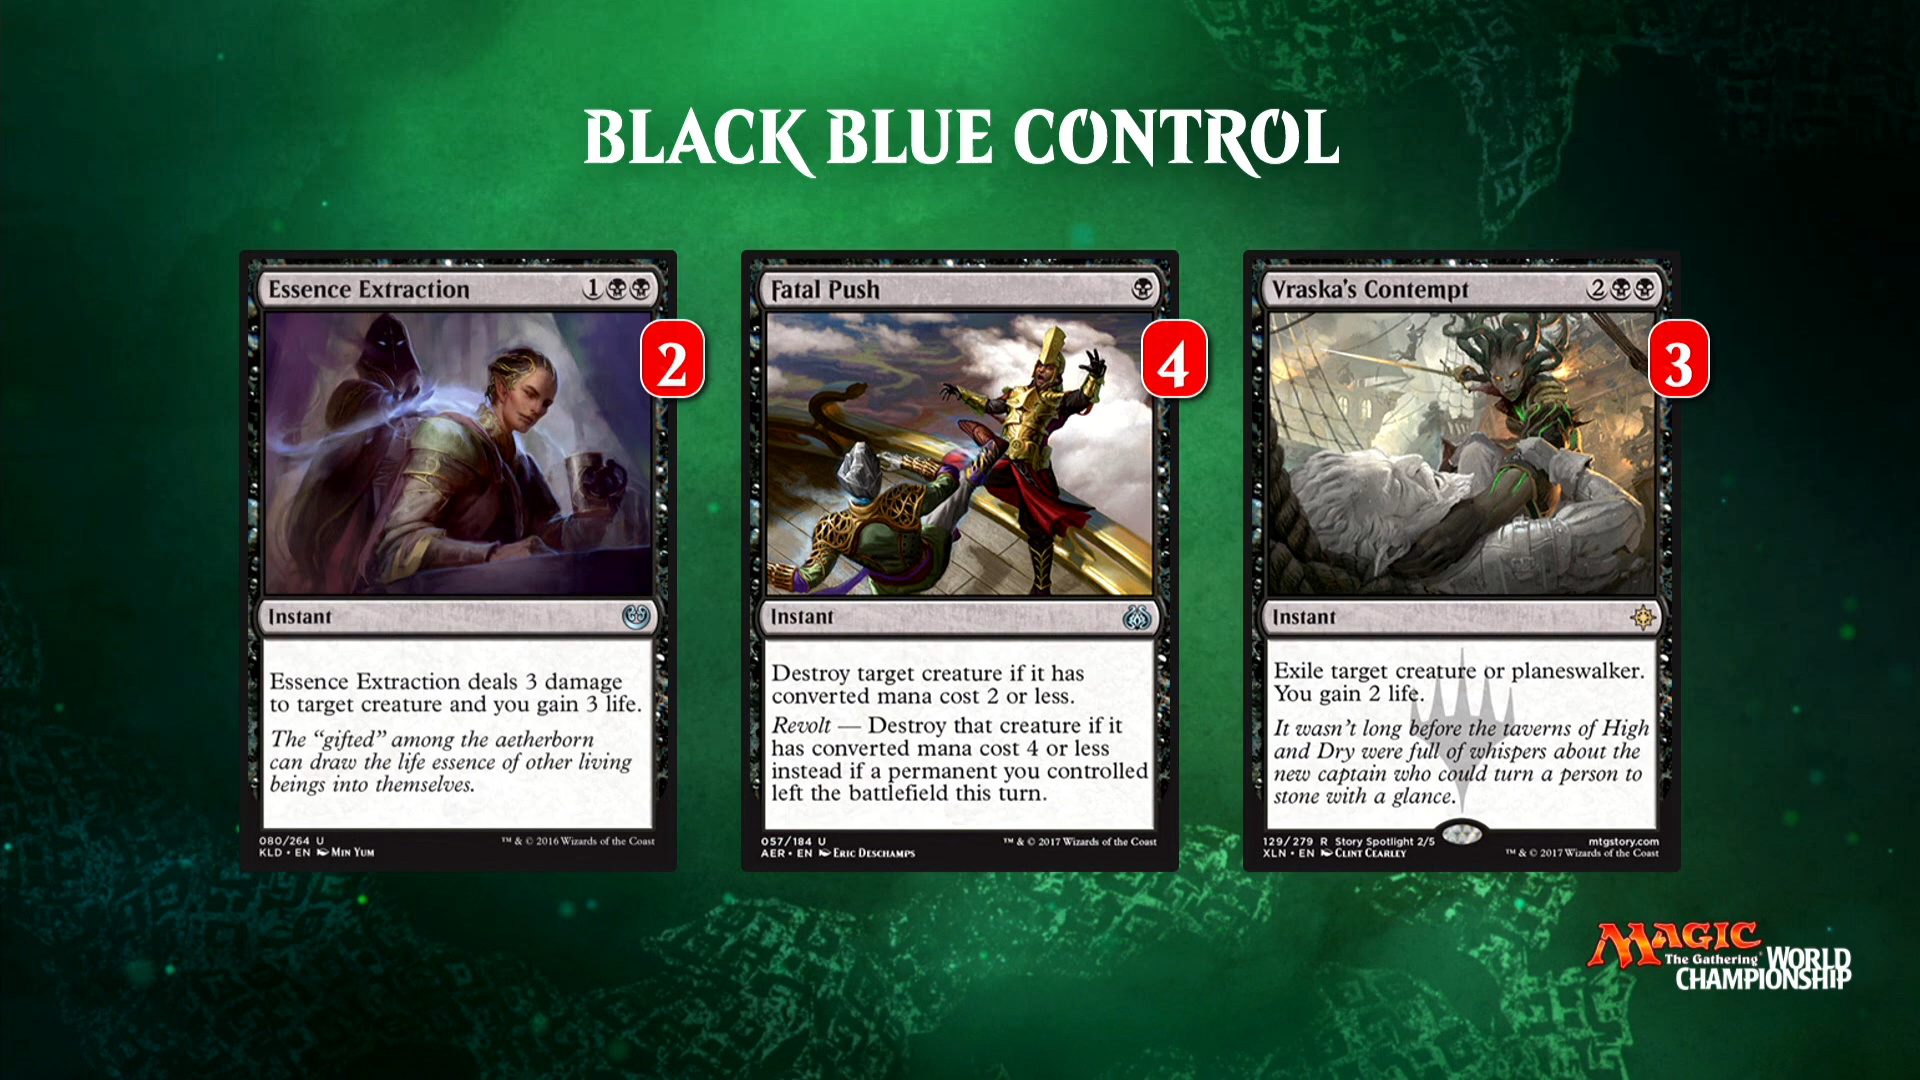 BLACK BLUE CONTROL
Essence Extraction 1
2
Instant
Essence Extraction deals 3 damage
to target creature and you gain 3 life.
The “gifted” among the aetherborn
can draw the life essence of other living
beings into themselves.
080/264 U
KLD • EN MIN YUM
™ & © 2016 Wizards of the Coast
Fatal Push
4
Instant
Destroy target creature if it has
converted mana cost 2 or less.
Revolt — Destroy that creature if it
has converted mana cost 4 or less
instead if a permanent you controlled
left the battlefield this turn.
057/184 U
AER • EN ERIC DESCHAMPS
™ & © 2017 Wizards of the Coast
Vraska's Contempt 2
3
Instant
Exile target creature or planeswalker.
You gain 2 life.
It wasn't long before the taverns of High
and Dry were full of whispers about the
new captain who could turn a person to
stone with a glance.
129/279 R Story Spotlight 2/5
XLN • EN CLINT CEARLEY
mtgstory.com
™ & © 2017 Wizards of the Coast
MAGIC
The Gathering
WORLD
CHAMPIONSHIP